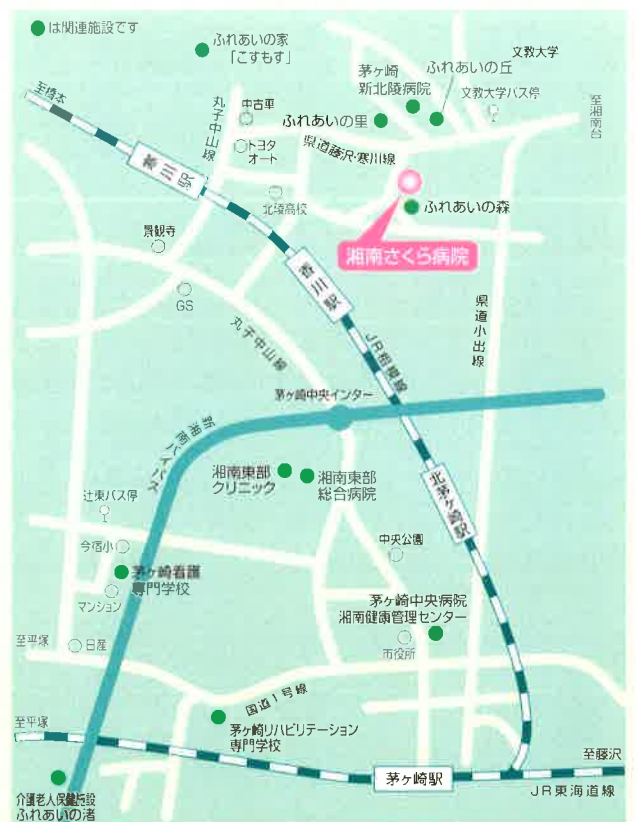 は関連施設です
ふれあいの家
「こすもす」
文教大学
茅ヶ崎
新北陵病院
ふれあいの丘
文教大学バス停
至橋本
丸子中山線
中古車
ふれあいの里
至湘南台
トヨタ
オート
県道藤沢・寒川線
寒川駅
北陵高校
ふれあいの森
景観寺
湘南さくら病院
香川駅
GS
県道小出線
丸子中山線
JR相模線
茅ヶ崎中央インター
新湘南バイパス
湘南東部
クリニック
湘南東部
総合病院
北茅ヶ崎駅
辻東バス停
今宿小
中央公園
茅ヶ崎看護
専門学校
マンション
茅ヶ崎中央病院
湘南健康管理センター
至平塚
日産
市役所
国道1号線
至平塚
茅ヶ崎リハビリテーション
専門学校
至藤沢
茅ヶ崎駅
JR東海道線
介護老人保健施設
ふれあいの渚